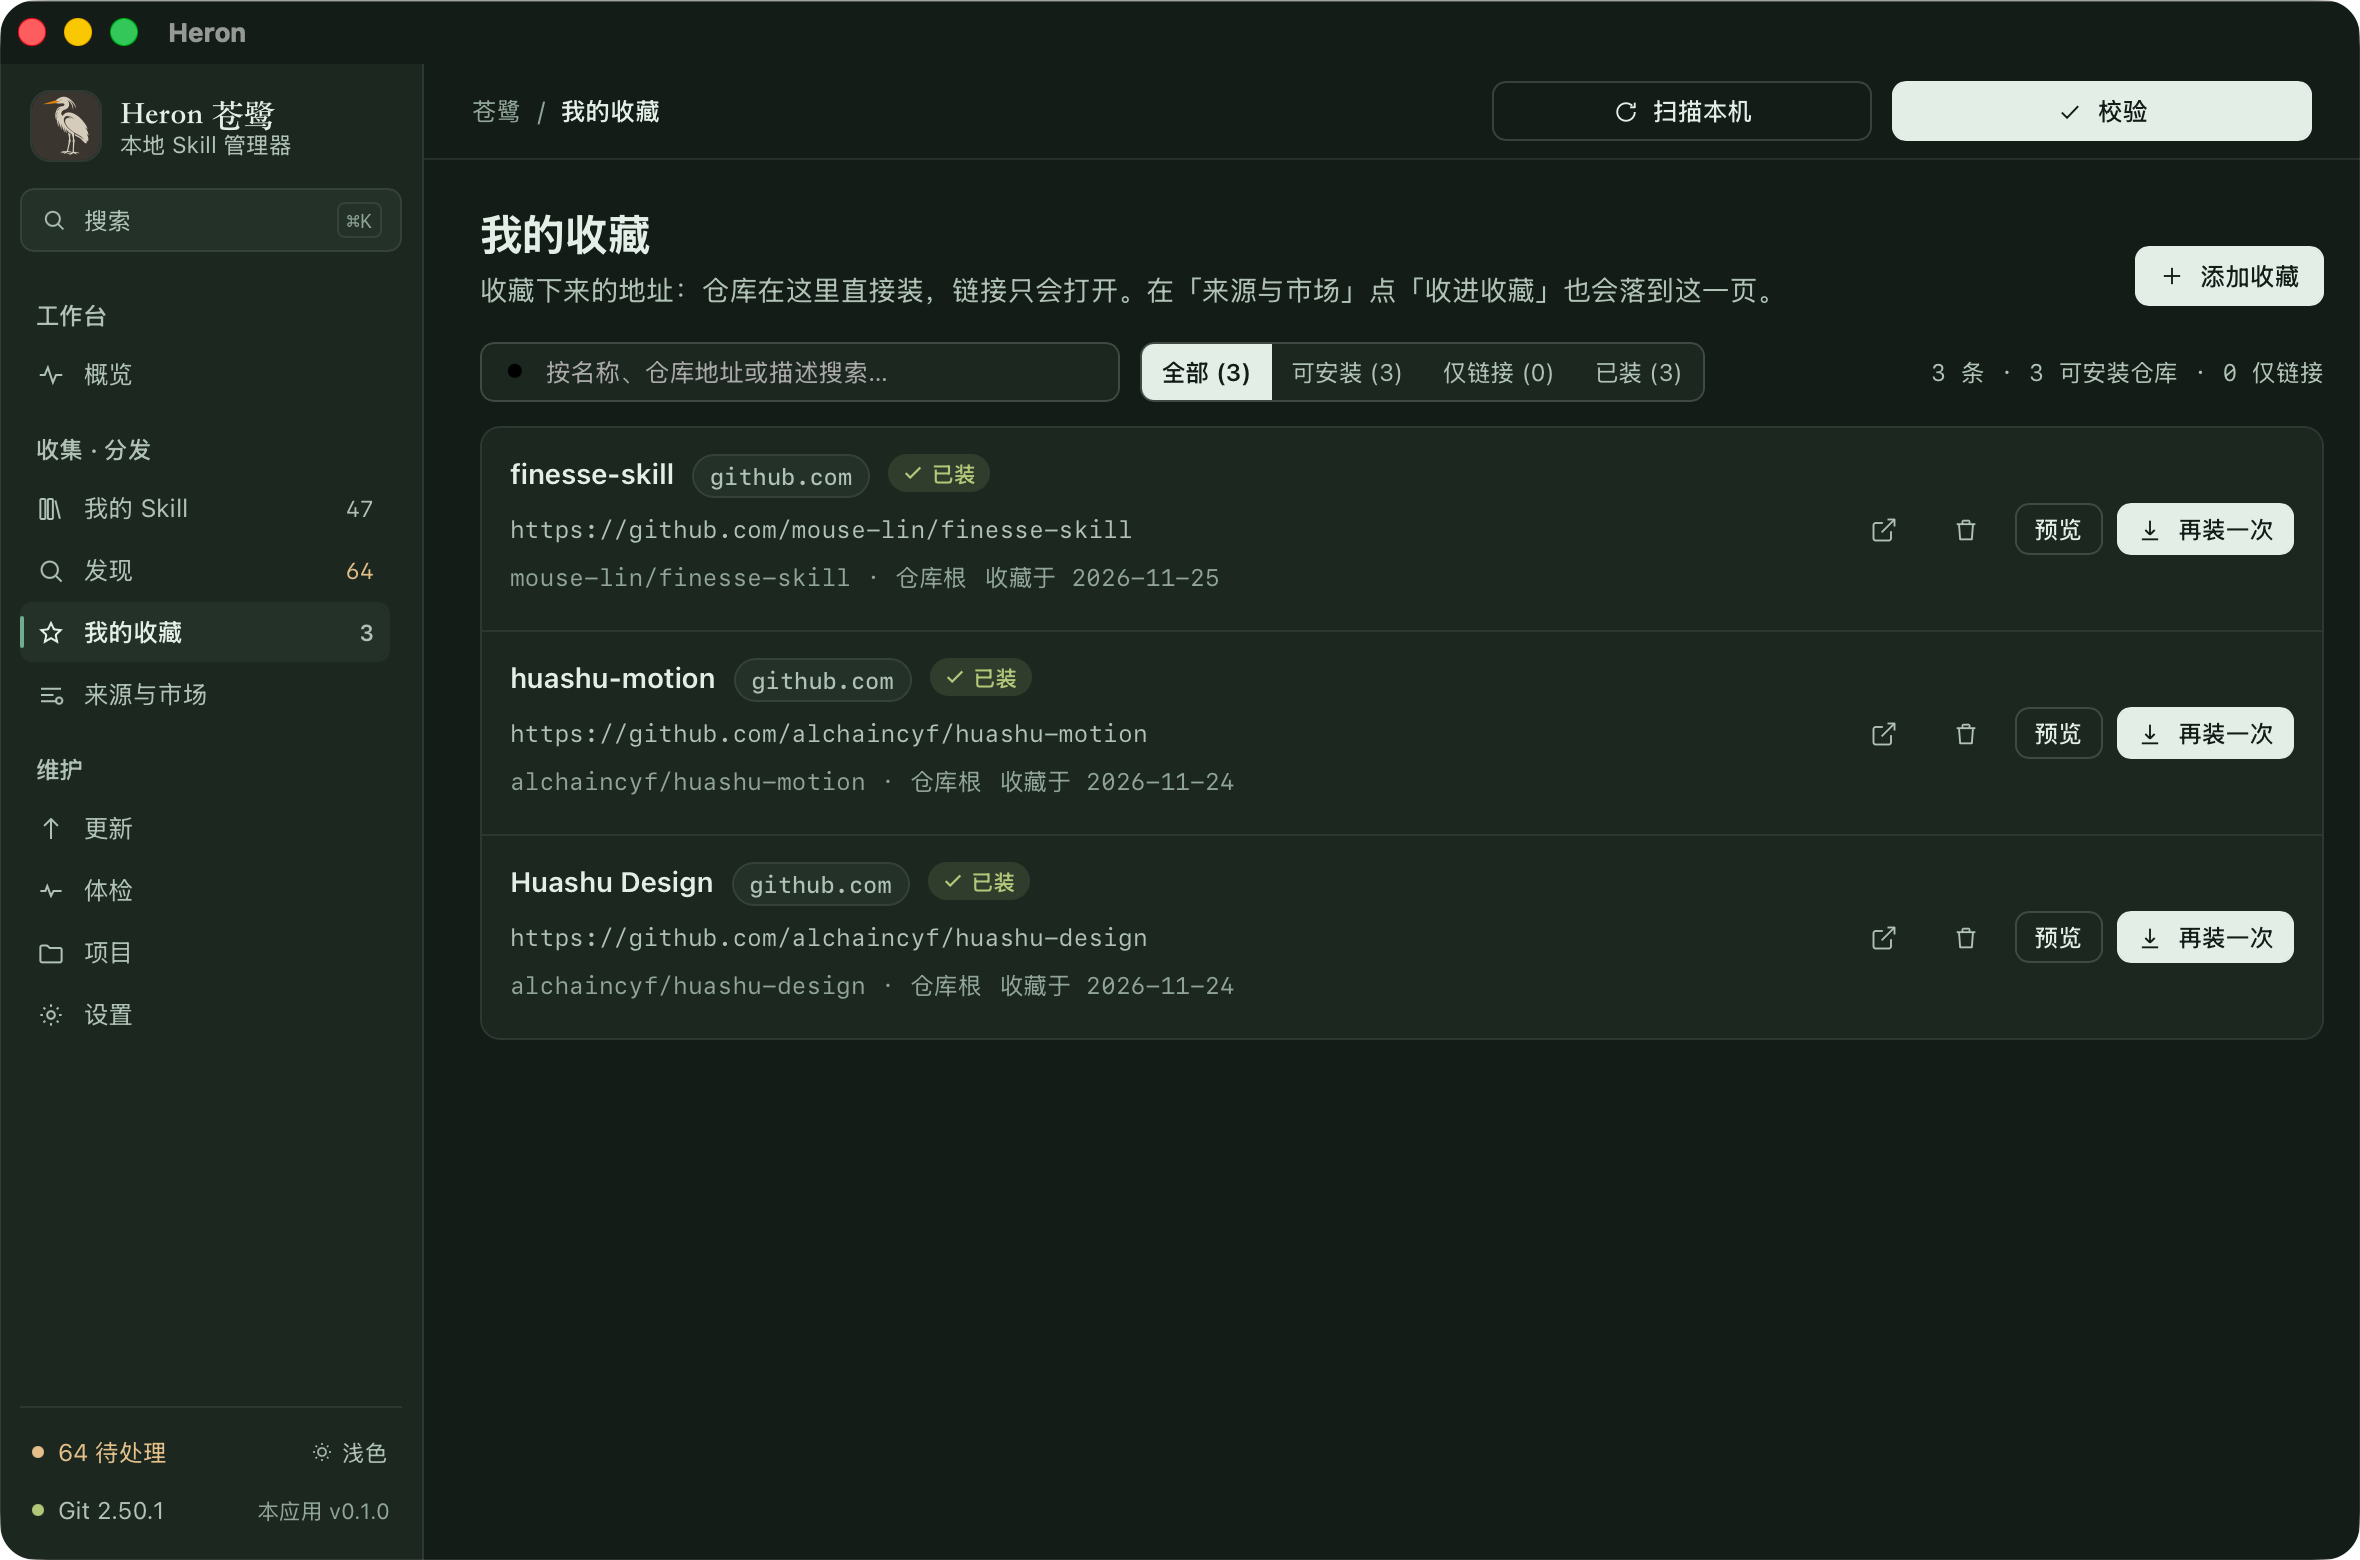 Heron
Heron 苍鹭
本地 Skill 管理器
搜索 ⌘K
工作台
概览
收集 · 分发
我的 Skill 47
发现 64
我的收藏 3
来源与市场
维护
更新
体检
项目
设置
64 待处理 浅色
Git 2.50.1 本应用 v0.1.0
苍鹭 / 我的收藏
扫描本机
校验
我的收藏
收藏下来的地址：仓库在这里直接装，链接只会打开。在「来源与市场」点「收进收藏」也会落到这一页。
添加收藏
按名称、仓库地址或描述搜索...
全部 (3) 可安装 (3) 仅链接 (0) 已装 (3)
3 条 · 3 可安装仓库 · 0 仅链接
finesse-skill github.com 已装
https://github.com/mouse-lin/finesse-skill
mouse-lin/finesse-skill · 仓库根 收藏于 2026-11-25
预览 再装一次
huashu-motion github.com 已装
https://github.com/alchaincyf/huashu-motion
alchaincyf/huashu-motion · 仓库根 收藏于 2026-11-24
预览 再装一次
Huashu Design github.com 已装
https://github.com/alchaincyf/huashu-design
alchaincyf/huashu-design · 仓库根 收藏于 2026-11-24
预览 再装一次